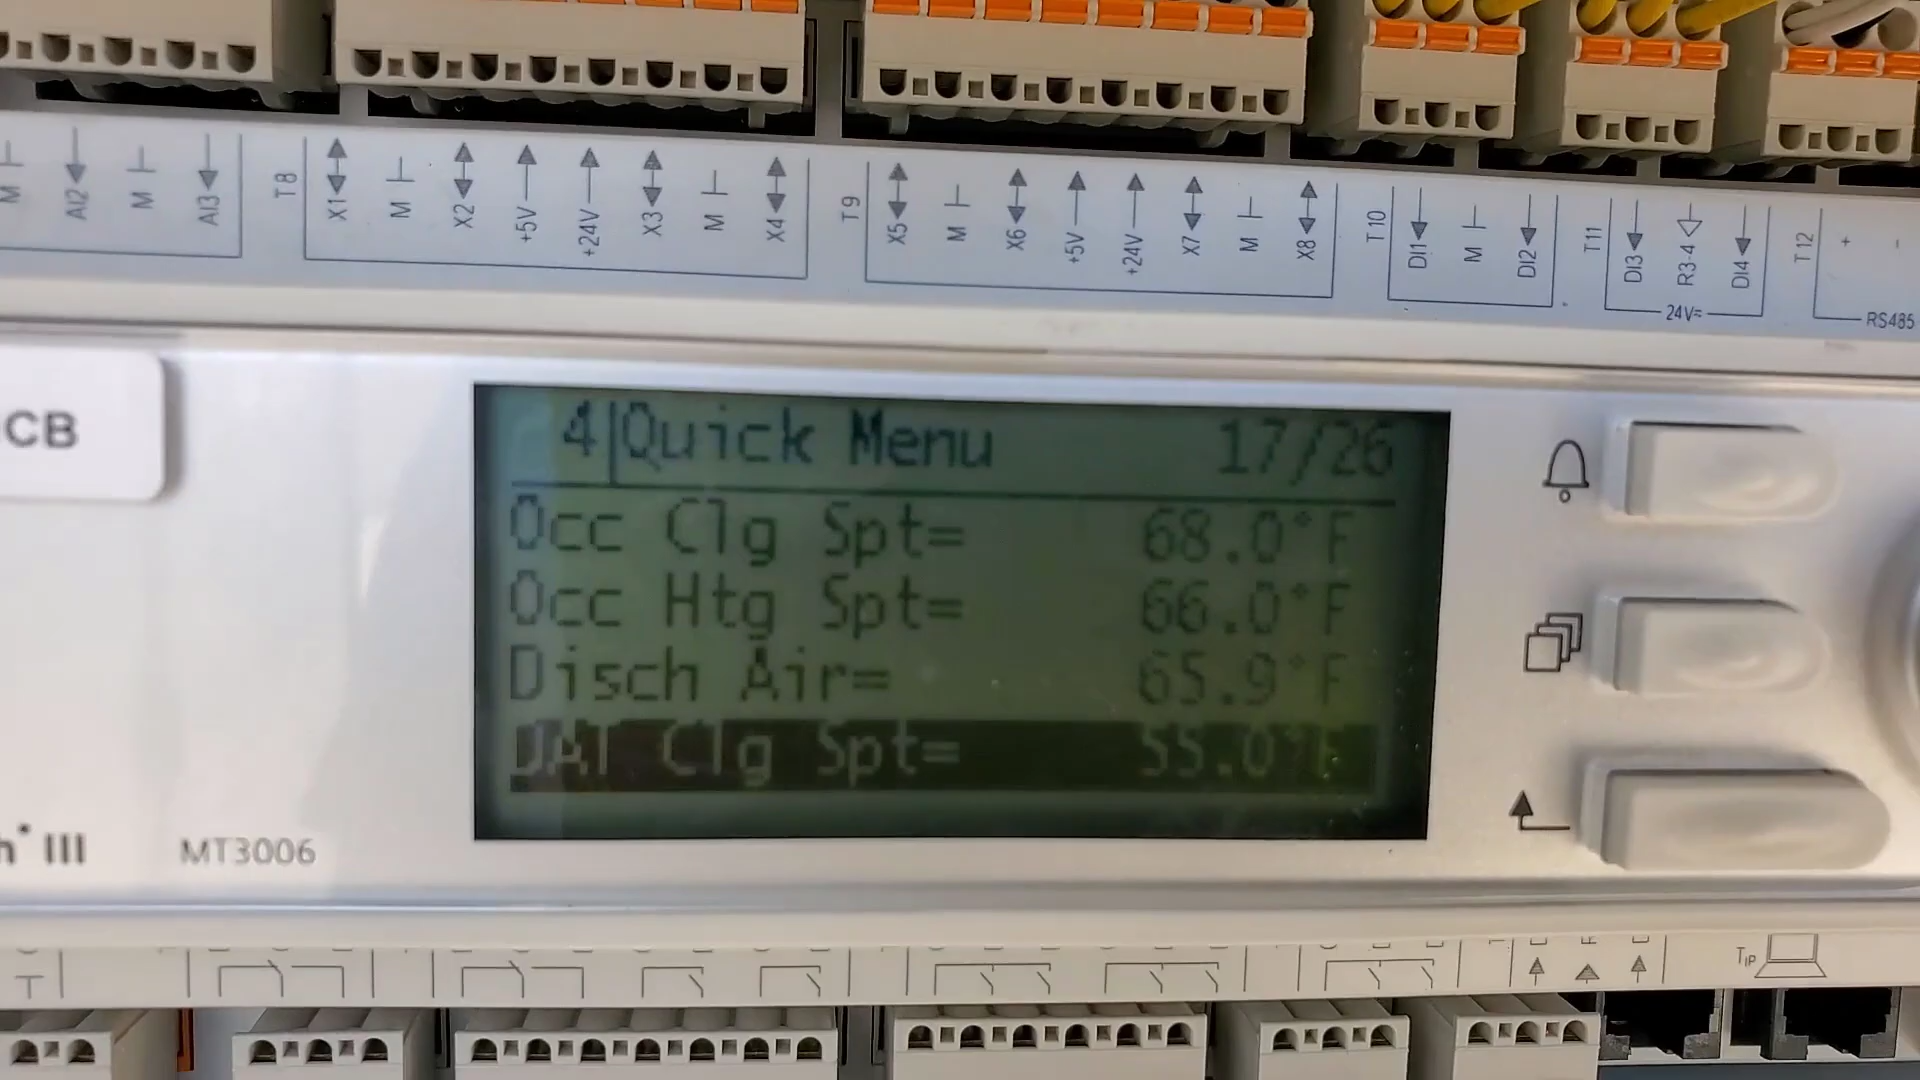 M AI2 M AI3
T8 X1 M X2 +5V +24V X3 M X4
T9 X5 M X6 +5V +24V X7 M X8
T10 DI1 M DI2
T11 DI3 R3-4 DI4
24V=
T12 + -
RS485
CB
4|Quick Menu 17/26
Occ Clg Spt= 68.0°F
Occ Htg Spt= 66.0°F
Disch Air= 65.9°F
DAT Clg Spt= 55.0°F
h III MT3006
TIP